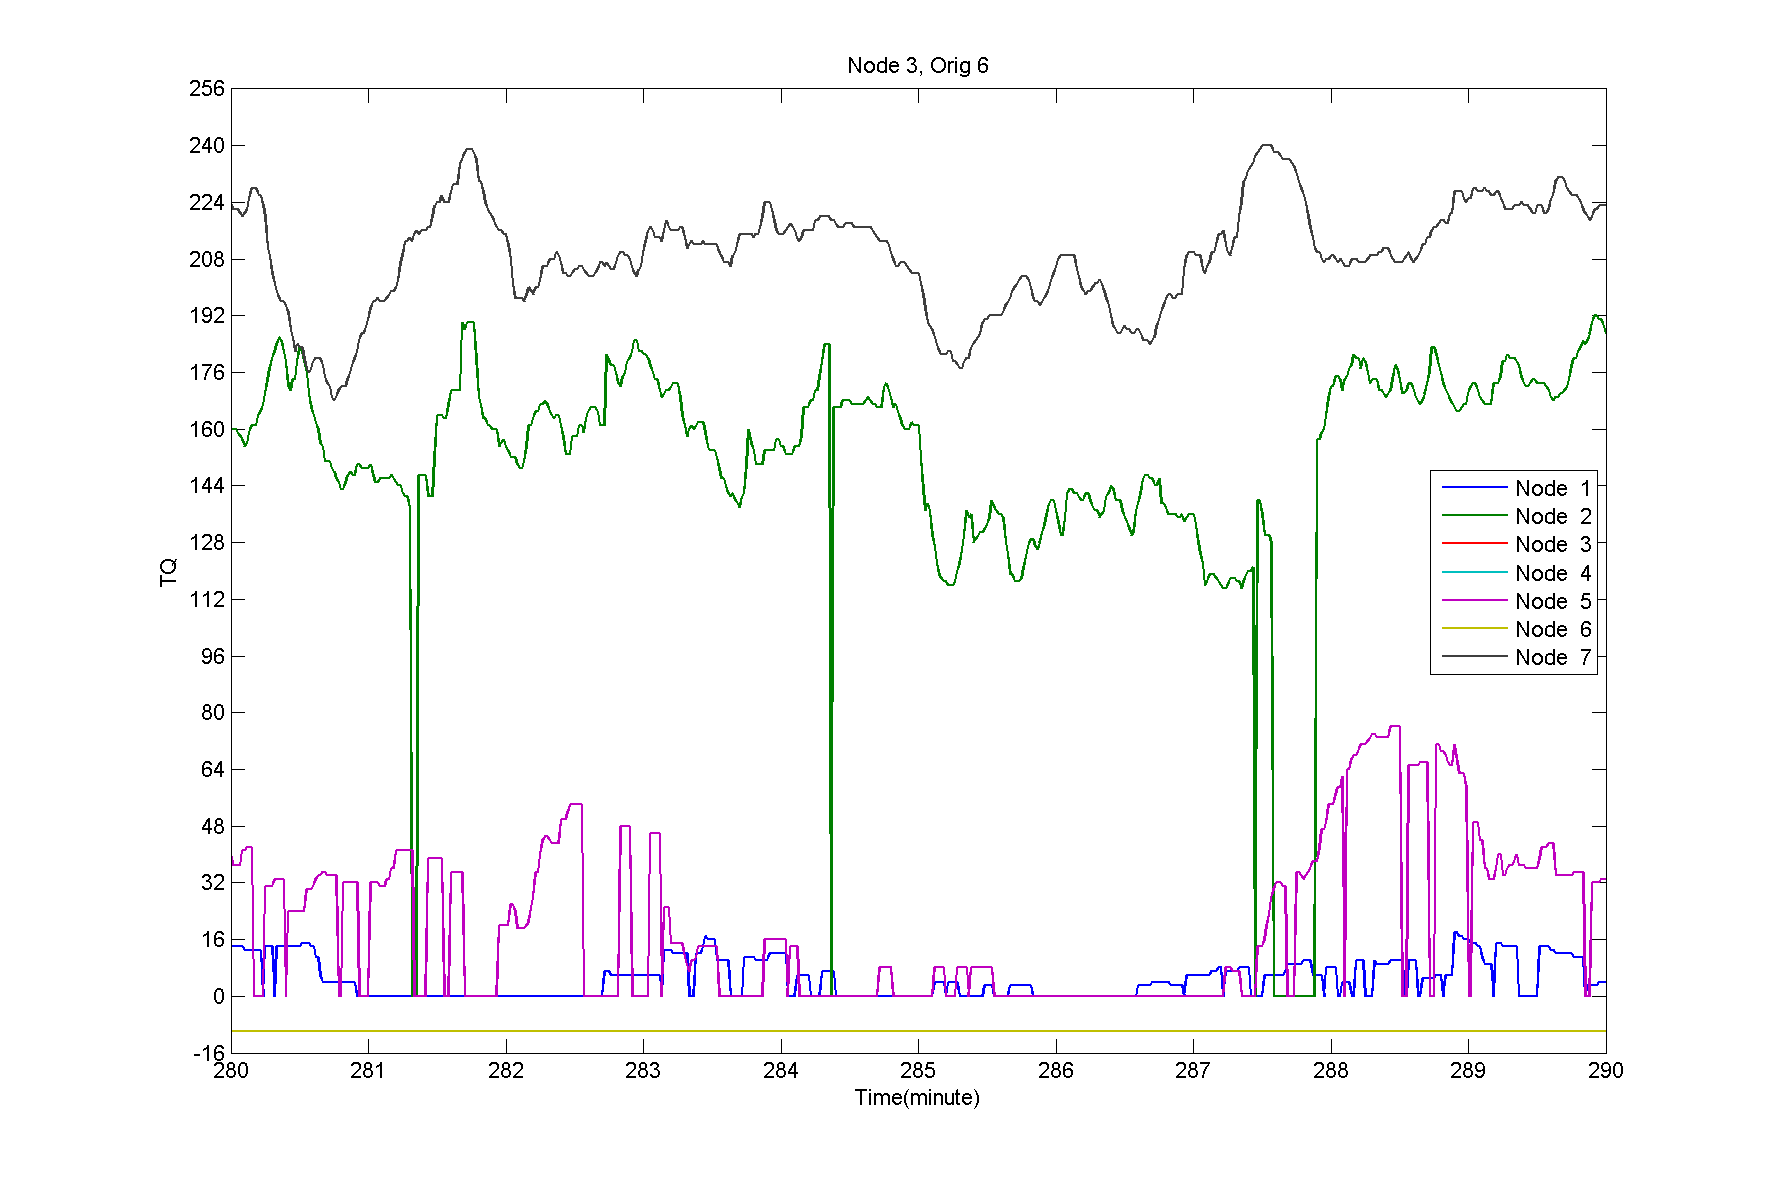 Node 3, Orig 6
256
240
224
208
192
176
160
144
128
112
96
80
64
48
32
16
0
-16
TQ
Node 1
Node 2
Node 3
Node 4
Node 5
Node 6
Node 7
280 281 282 283 284 285 286 287 288 289 290
Time(minute)